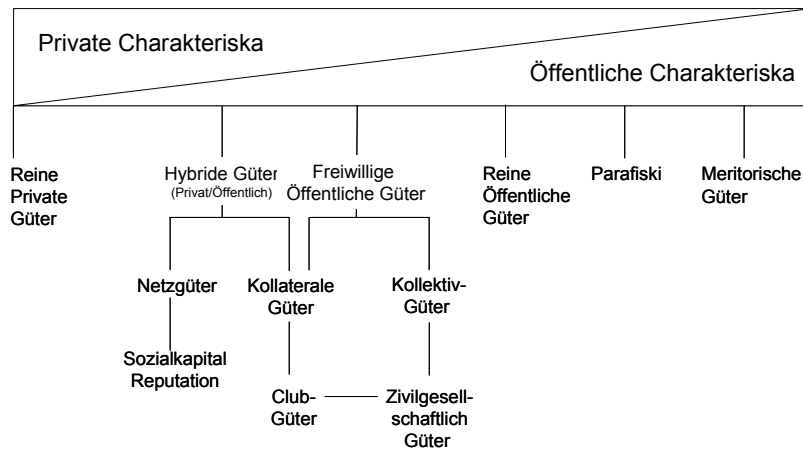 Private Charakteriska
Öffentliche Charakteriska
Reine
Private
Güter
Hybride Güter
(Privat/Öffentlich)
Freiwillige
Öffentliche Güter
Reine
Öffentliche
Güter
Parafiski
Meritorische
Güter
Netzgüter
Kollaterale
Güter
Kollektiv-
Güter
Sozialkapital
Reputation
Club-
Güter
Zivilgesell-
schaftlich
Güter